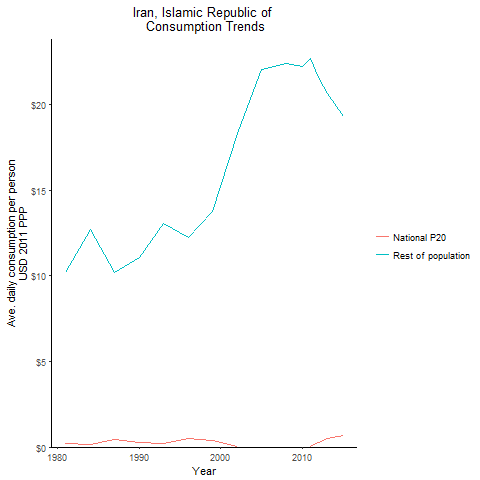 Iran, Islamic Republic of
Consumption Trends
Ave. daily consumption per person
USD 2011 PPP
$20
$15
$10
$5
$0
1980
1990
2000
2010
Year
National P20
Rest of population